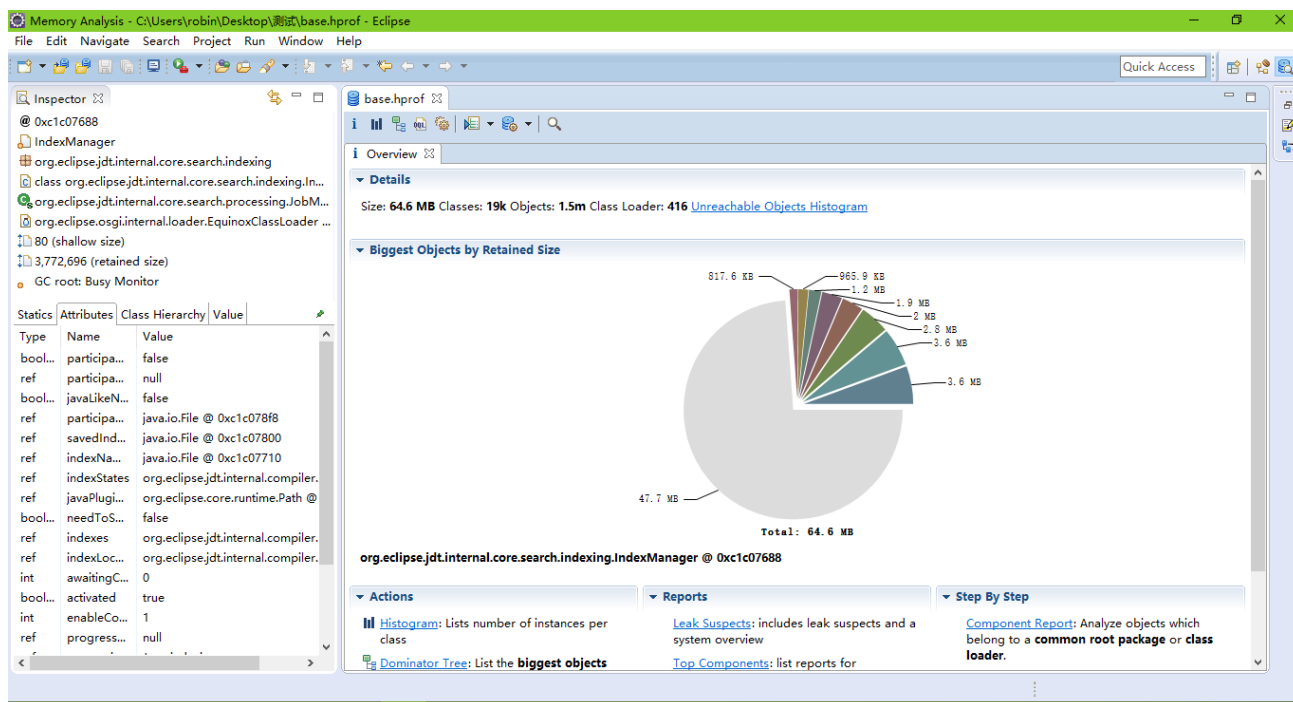 Memory Analysis - C:\Users\robin\Desktop\测试\base.hprof - Eclipse
File Edit Navigate Search Project Run Window Help
Quick Access
Inspector
@ 0xc1c07688
IndexManager
org.eclipse.jdt.internal.core.search.indexing
class org.eclipse.jdt.internal.core.search.indexing.In...
org.eclipse.jdt.internal.core.search.processing.JobM...
org.eclipse.osgi.internal.loader.EquinoxClassLoader ...
80 (shallow size)
3,772,696 (retained size)
GC root: Busy Monitor
Statics Attributes Class Hierarchy Value
Type Name Value
bool... participa... false
ref participa... null
bool... javaLikeN... false
ref participa... java.io.File @ 0xc1c078f8
ref savedInd... java.io.File @ 0xc1c07800
ref indexNa... java.io.File @ 0xc1c07710
ref indexStates org.eclipse.jdt.internal.compiler.
ref javaPlugi... org.eclipse.core.runtime.Path @
bool... needToS... false
ref indexes org.eclipse.jdt.internal.compiler.
ref indexLoc... org.eclipse.jdt.internal.compiler.
int awaitingC... 0
bool... activated true
int enableCo... 1
ref progress... null
base.hprof
i
OQL
i Overview
Details
Size: 64.6 MB Classes: 19k Objects: 1.5m Class Loader: 416 Unreachable Objects Histogram
Biggest Objects by Retained Size
817.6 KB
965.9 KB
1.2 MB
1.9 MB
2 MB
2.8 MB
3.6 MB
3.6 MB
47.7 MB
Total: 64.6 MB
org.eclipse.jdt.internal.core.search.indexing.IndexManager @ 0xc1c07688
Actions
Histogram: Lists number of instances per
class
Dominator Tree: List the biggest objects
Reports
Leak Suspects: includes leak suspects and a
system overview
Top Components: list reports for
Step By Step
Component Report: Analyze objects which
belong to a common root package or class
loader.